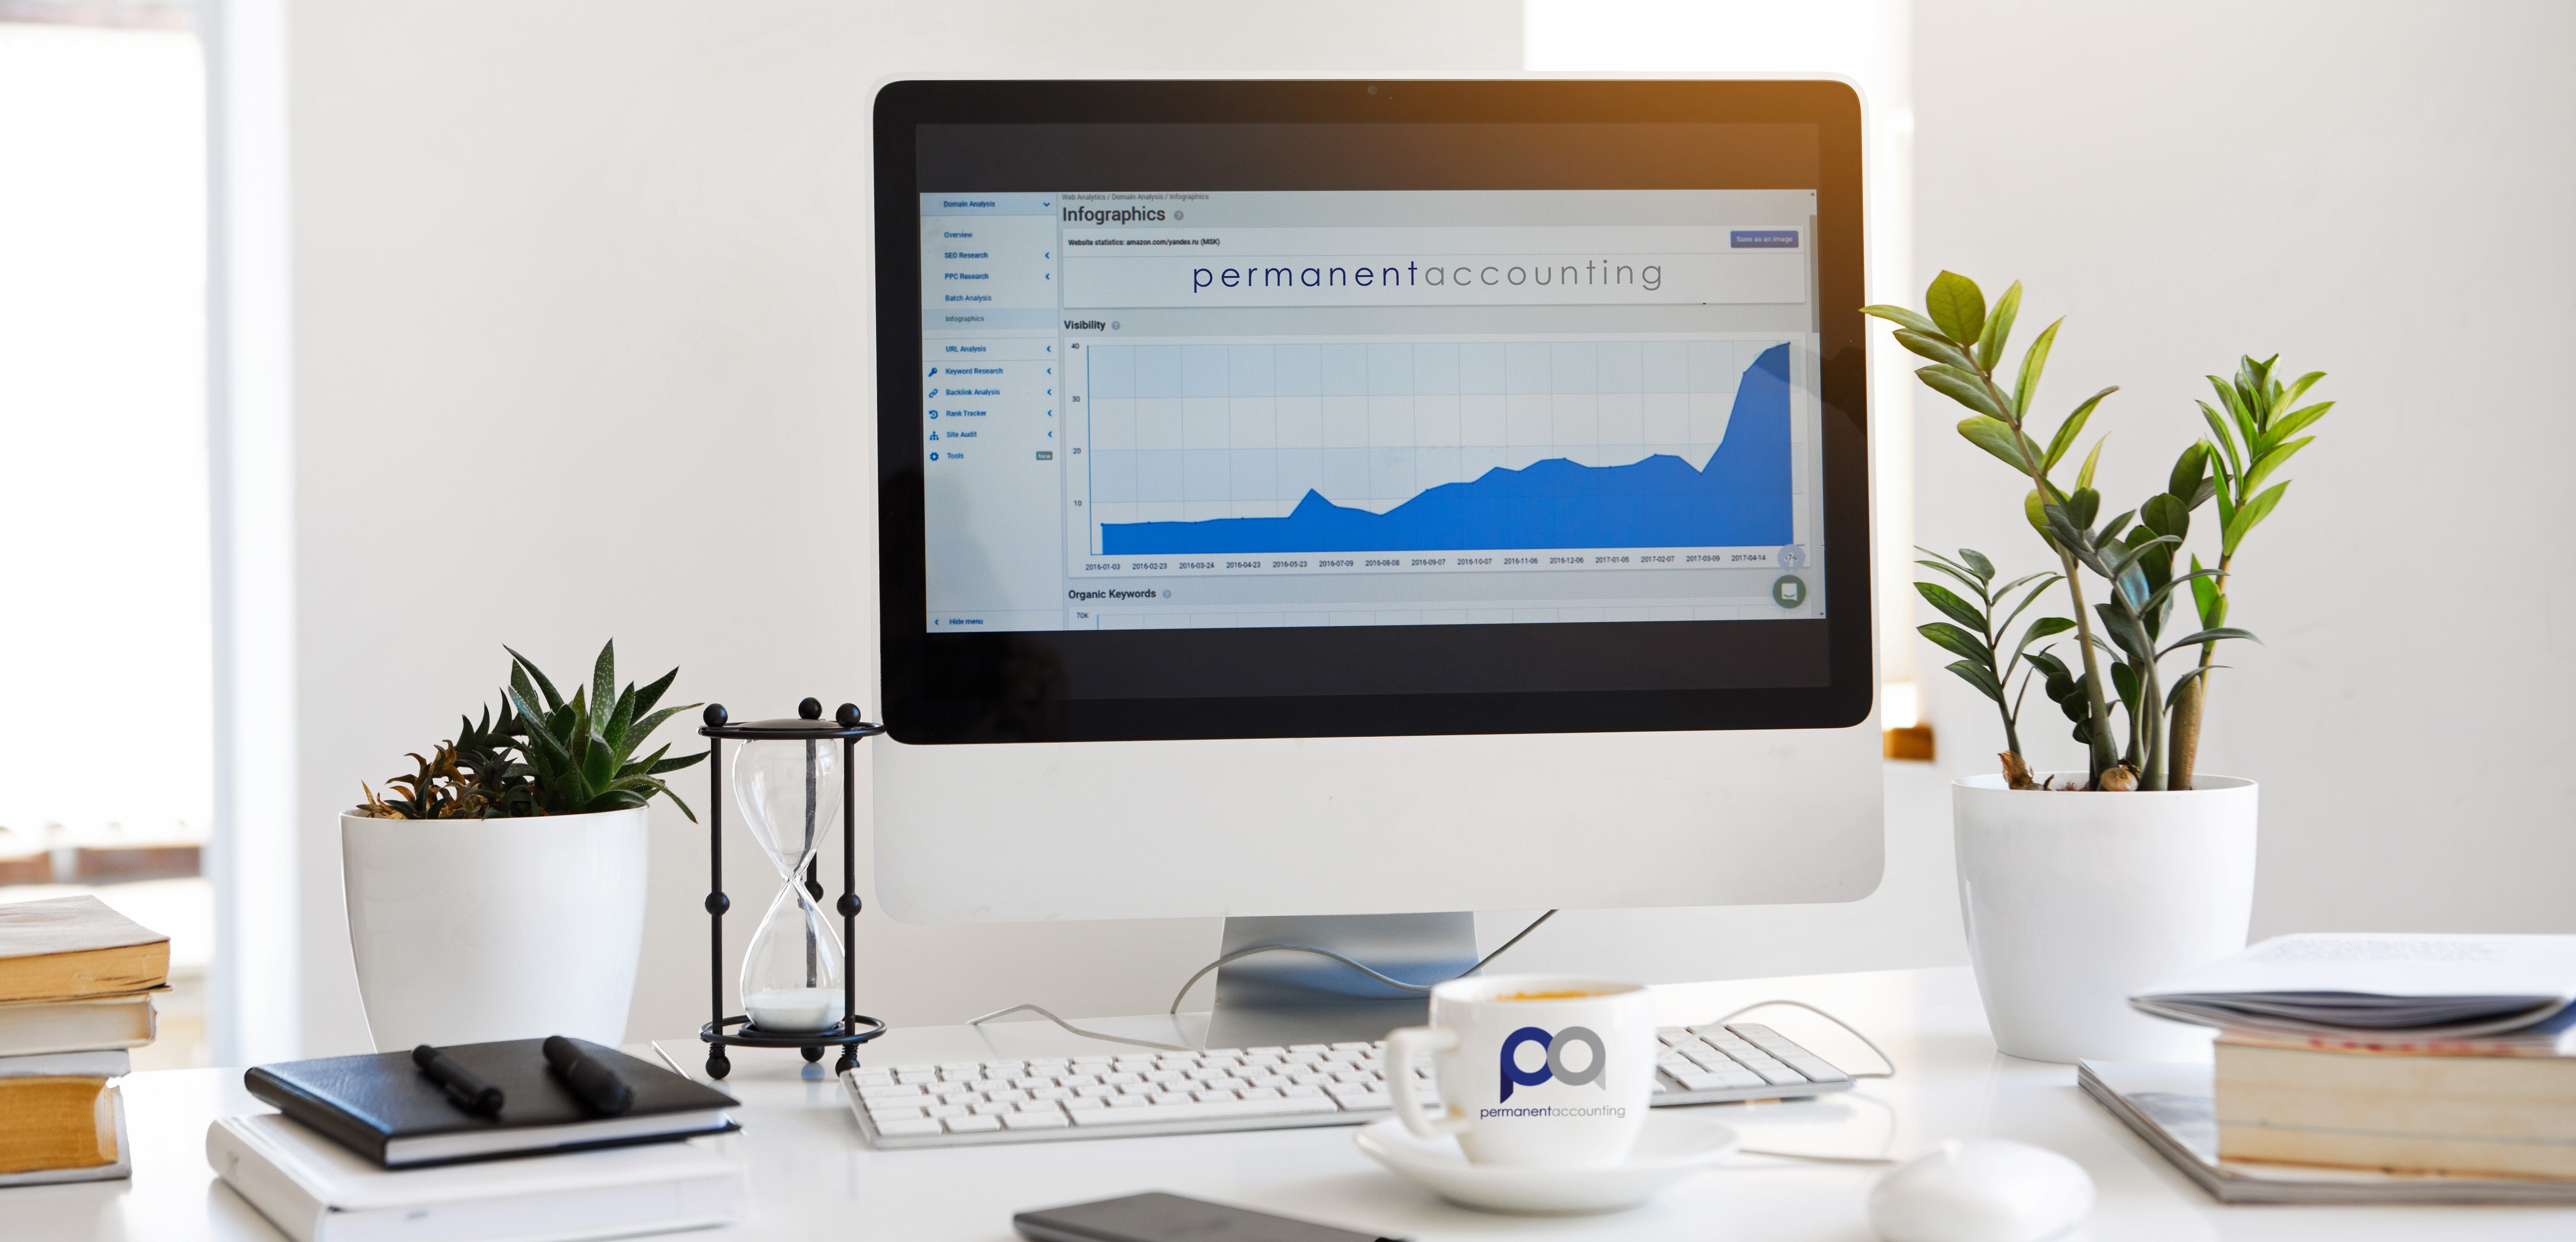 Domain Analysis
Overview
SEO Research
PPC Research
Batch Analysis
Infographics
URL Analysis
Keyword Research
Backlink Analysis
Rank Tracker
Site Audit
Tools
New
Hide menu
Web Analytics / Domain Analysis / Infographics
Infographics
Website statistics: amazon.com/yandex.ru (MSK)
Save as an image
permanentaccounting
Visibility
40
30
20
10
2016-01-03 2016-02-23 2016-03-24 2016-04-23 2016-05-23 2016-07-09 2016-08-08 2016-09-07 2016-10-07 2016-11-06 2016-12-06 2017-01-05 2017-02-07 2017-03-09 2017-04-14
Organic Keywords
70K
pa
permanentaccounting